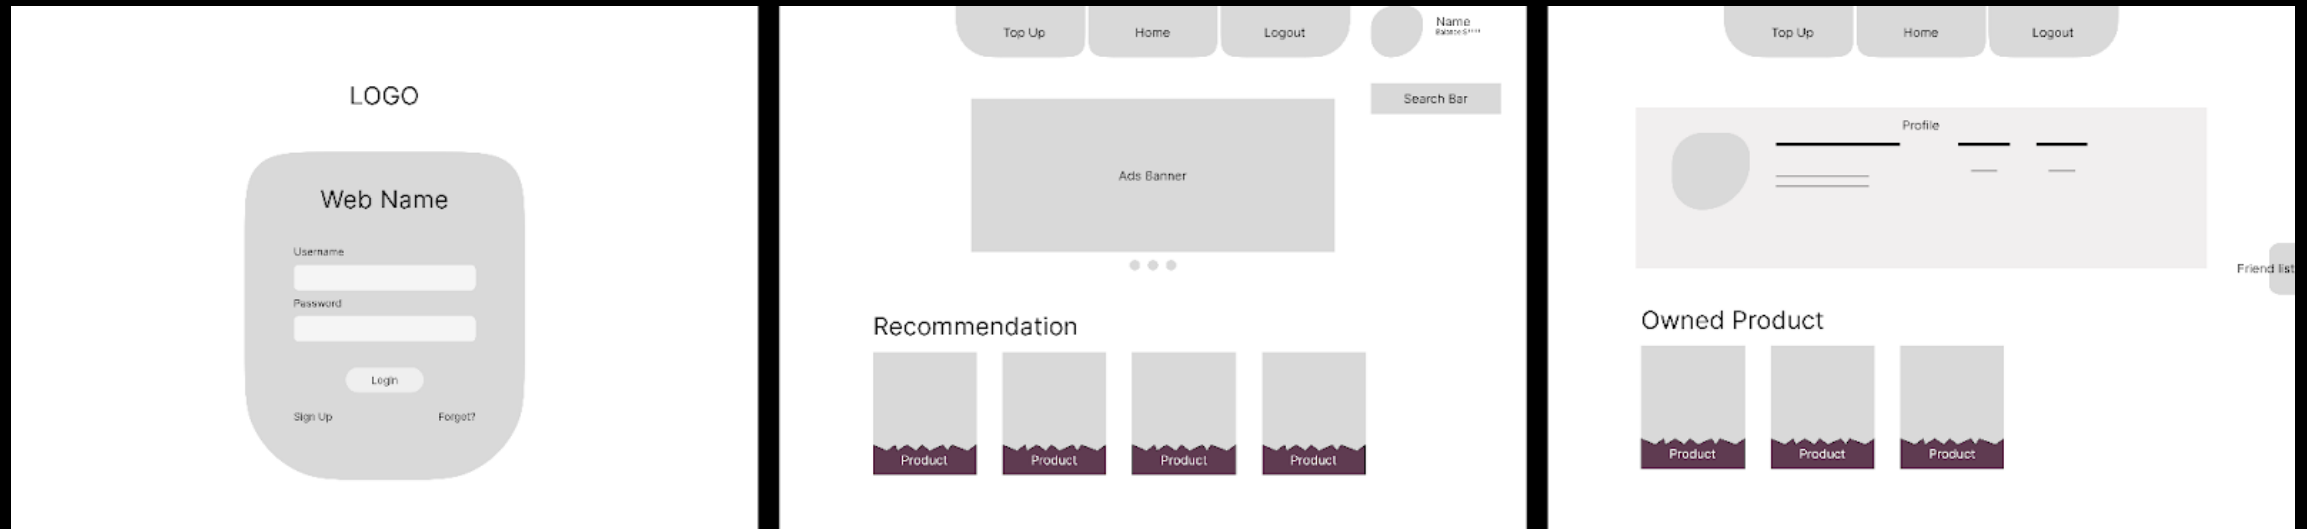 LOGO
Web Name
Username
Password
Login
Sign Up Forgot?
Top Up Home Logout
Name
Balance $****
Search Bar
Ads Banner
Recommendation
Product Product Product Product
Top Up Home Logout
Profile
Friend list
Owned Product
Product Product Product